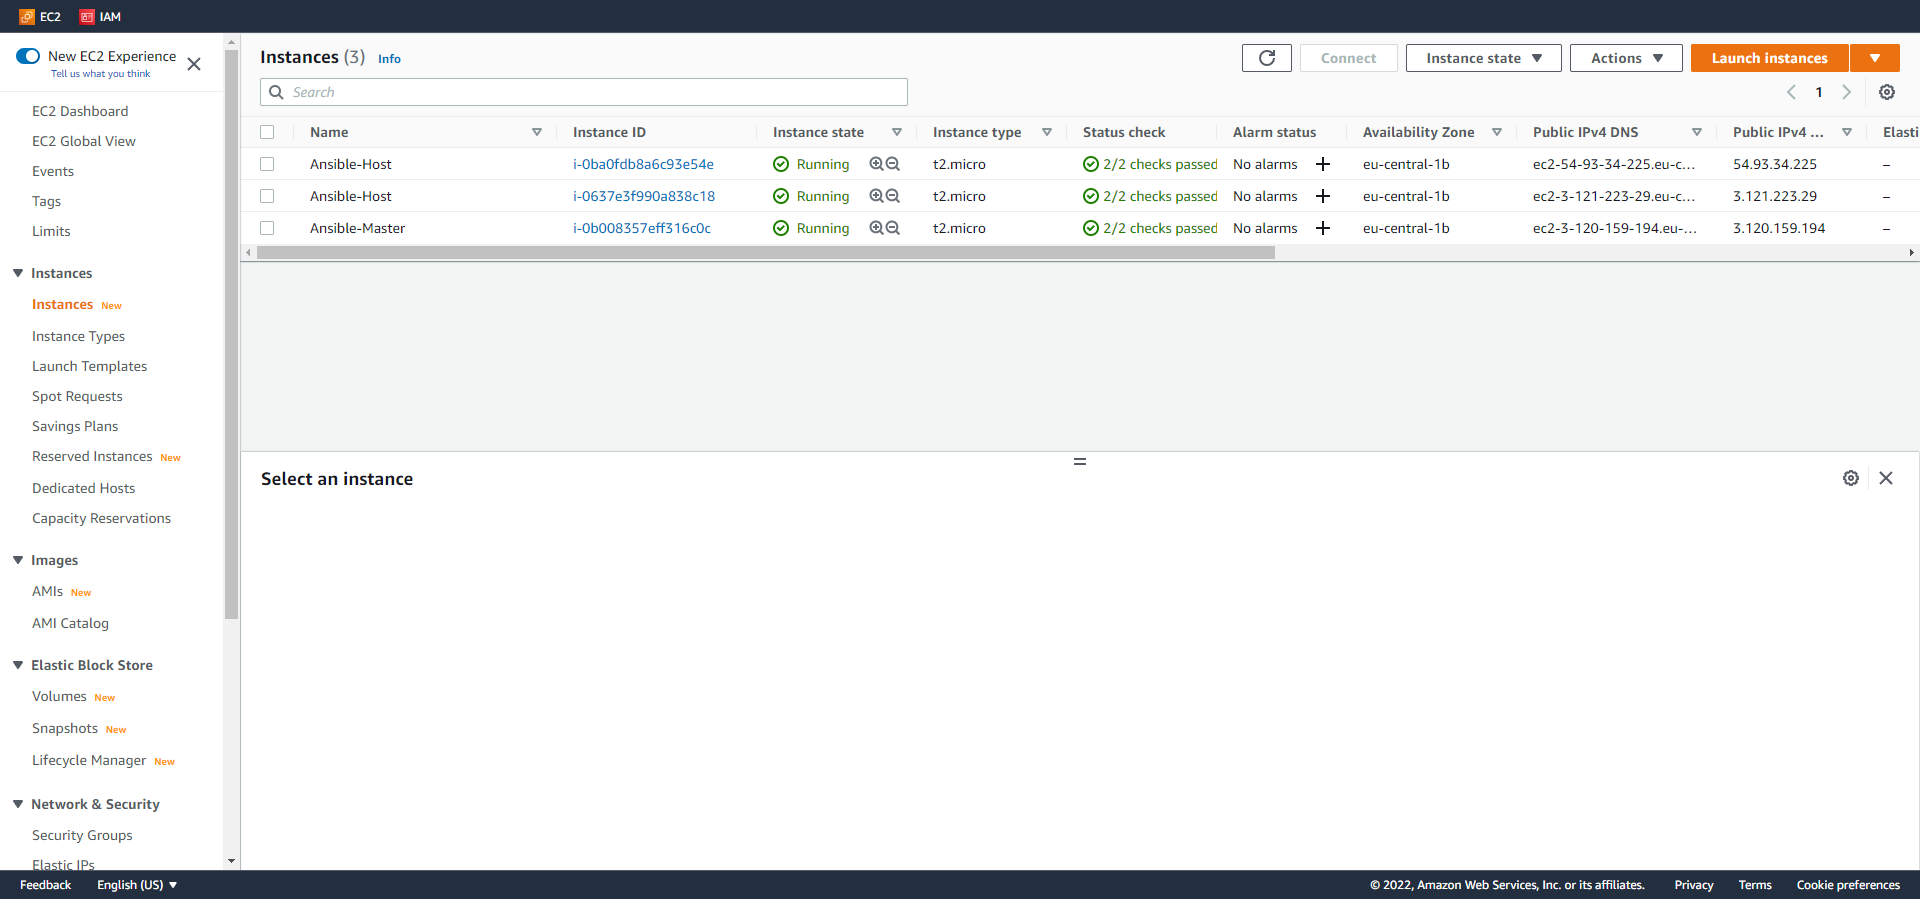 EC2 IAM
New EC2 Experience
Tell us what you think
EC2 Dashboard
EC2 Global View
Events
Tags
Limits
Instances
Instances New
Instance Types
Launch Templates
Spot Requests
Savings Plans
Reserved Instances New
Dedicated Hosts
Capacity Reservations
Images
AMIs New
AMI Catalog
Elastic Block Store
Volumes New
Snapshots New
Lifecycle Manager New
Network & Security
Security Groups
Elastic IPs
Instances (3) Info
Connect Instance state Actions Launch instances
Search
1
Name Instance ID Instance state Instance type Status check Alarm status Availability Zone Public IPv4 DNS Public IPv4 ... Elasti
Ansible-Host i-0ba0fdb8a6c93e54e Running t2.micro 2/2 checks passed No alarms + eu-central-1b ec2-54-93-34-225.eu-c... 54.93.34.225 –
Ansible-Host i-0637e3f990a838c18 Running t2.micro 2/2 checks passed No alarms + eu-central-1b ec2-3-121-223-29.eu-c... 3.121.223.29 –
Ansible-Master i-0b008357eff316c0c Running t2.micro 2/2 checks passed No alarms + eu-central-1b ec2-3-120-159-194.eu-... 3.120.159.194 –
Select an instance
Feedback English (US) © 2022, Amazon Web Services, Inc. or its affiliates. Privacy Terms Cookie preferences